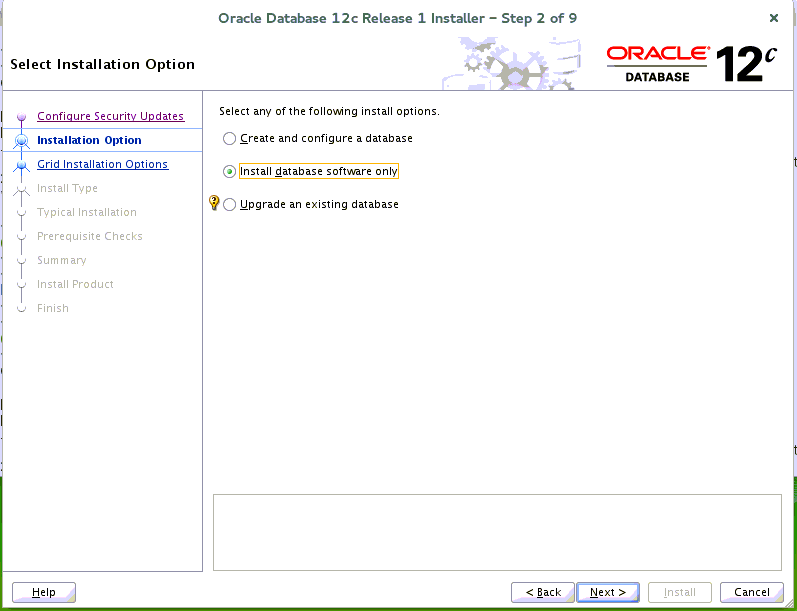 Oracle Database 12c Release 1 Installer – Step 2 of 9
Select Installation Option
ORACLE
DATABASE
12c
Configure Security Updates
Installation Option
Grid Installation Options
Install Type
Typical Installation
Prerequisite Checks
Summary
Install Product
Finish
Select any of the following install options.
Create and configure a database
Install database software only
Upgrade an existing database
Help
< Back
Next >
Install
Cancel